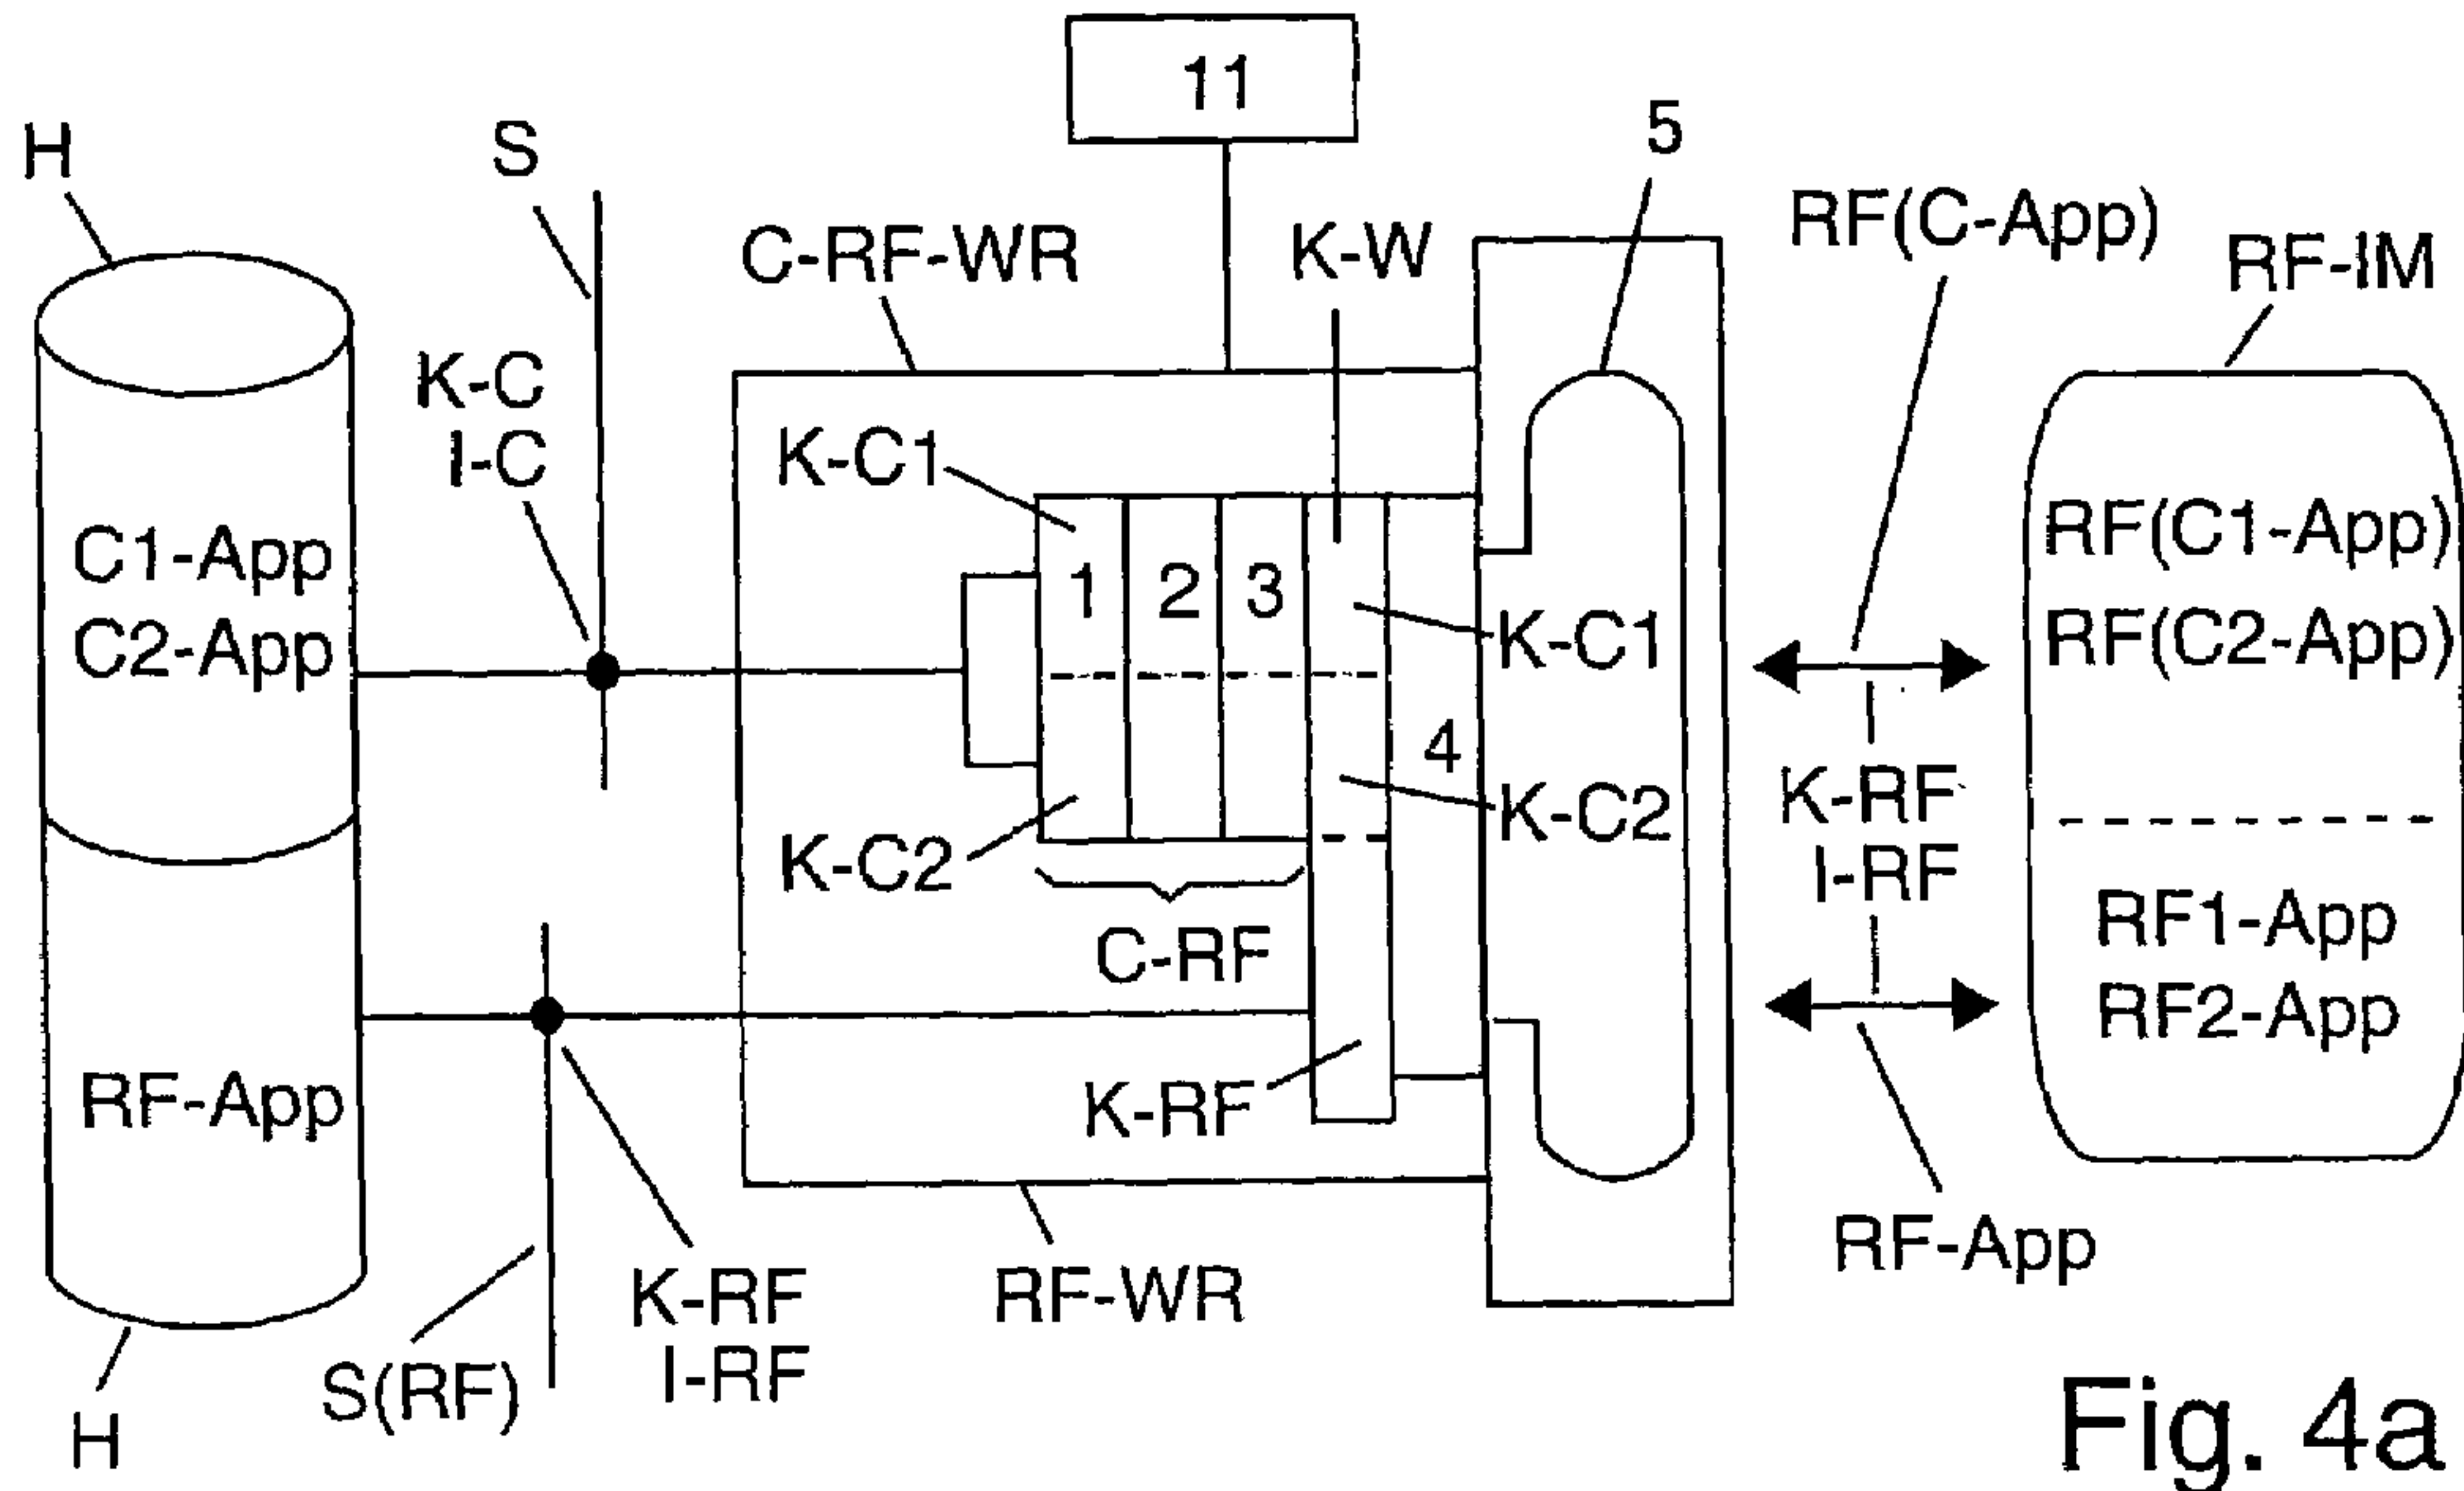 11
H
S
5
C-RF-WR
K-W
RF(C-App)
RF-IM
K-C
I-C
K-C1
C1-App
C2-App
1
2
3
K-C1
RF(C1-App)
RF(C2-App)
4
K-C2
K-C2
K-RF
I-RF
C-RF
RF1-App
RF2-App
RF-App
K-RF
K-RF
I-RF
RF-WR
RF-App
S(RF)
H
Fig. 4a